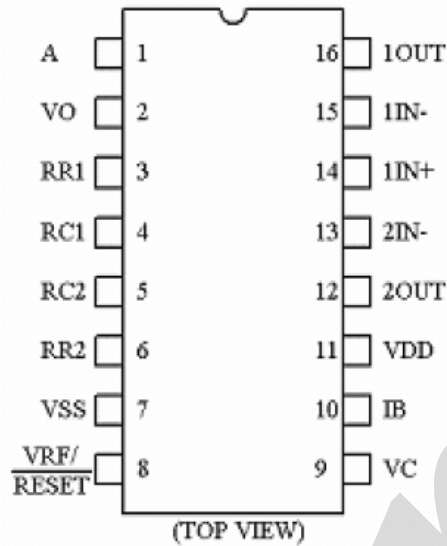 A 1 16 1OUT
VO 2 15 1IN-
RR1 3 14 1IN+
RC1 4 13 2IN-
RC2 5 12 2OUT
RR2 6 11 VDD
VSS 7 10 IB
VRF/
RESET 8 9 VC
(TOP VIEW)